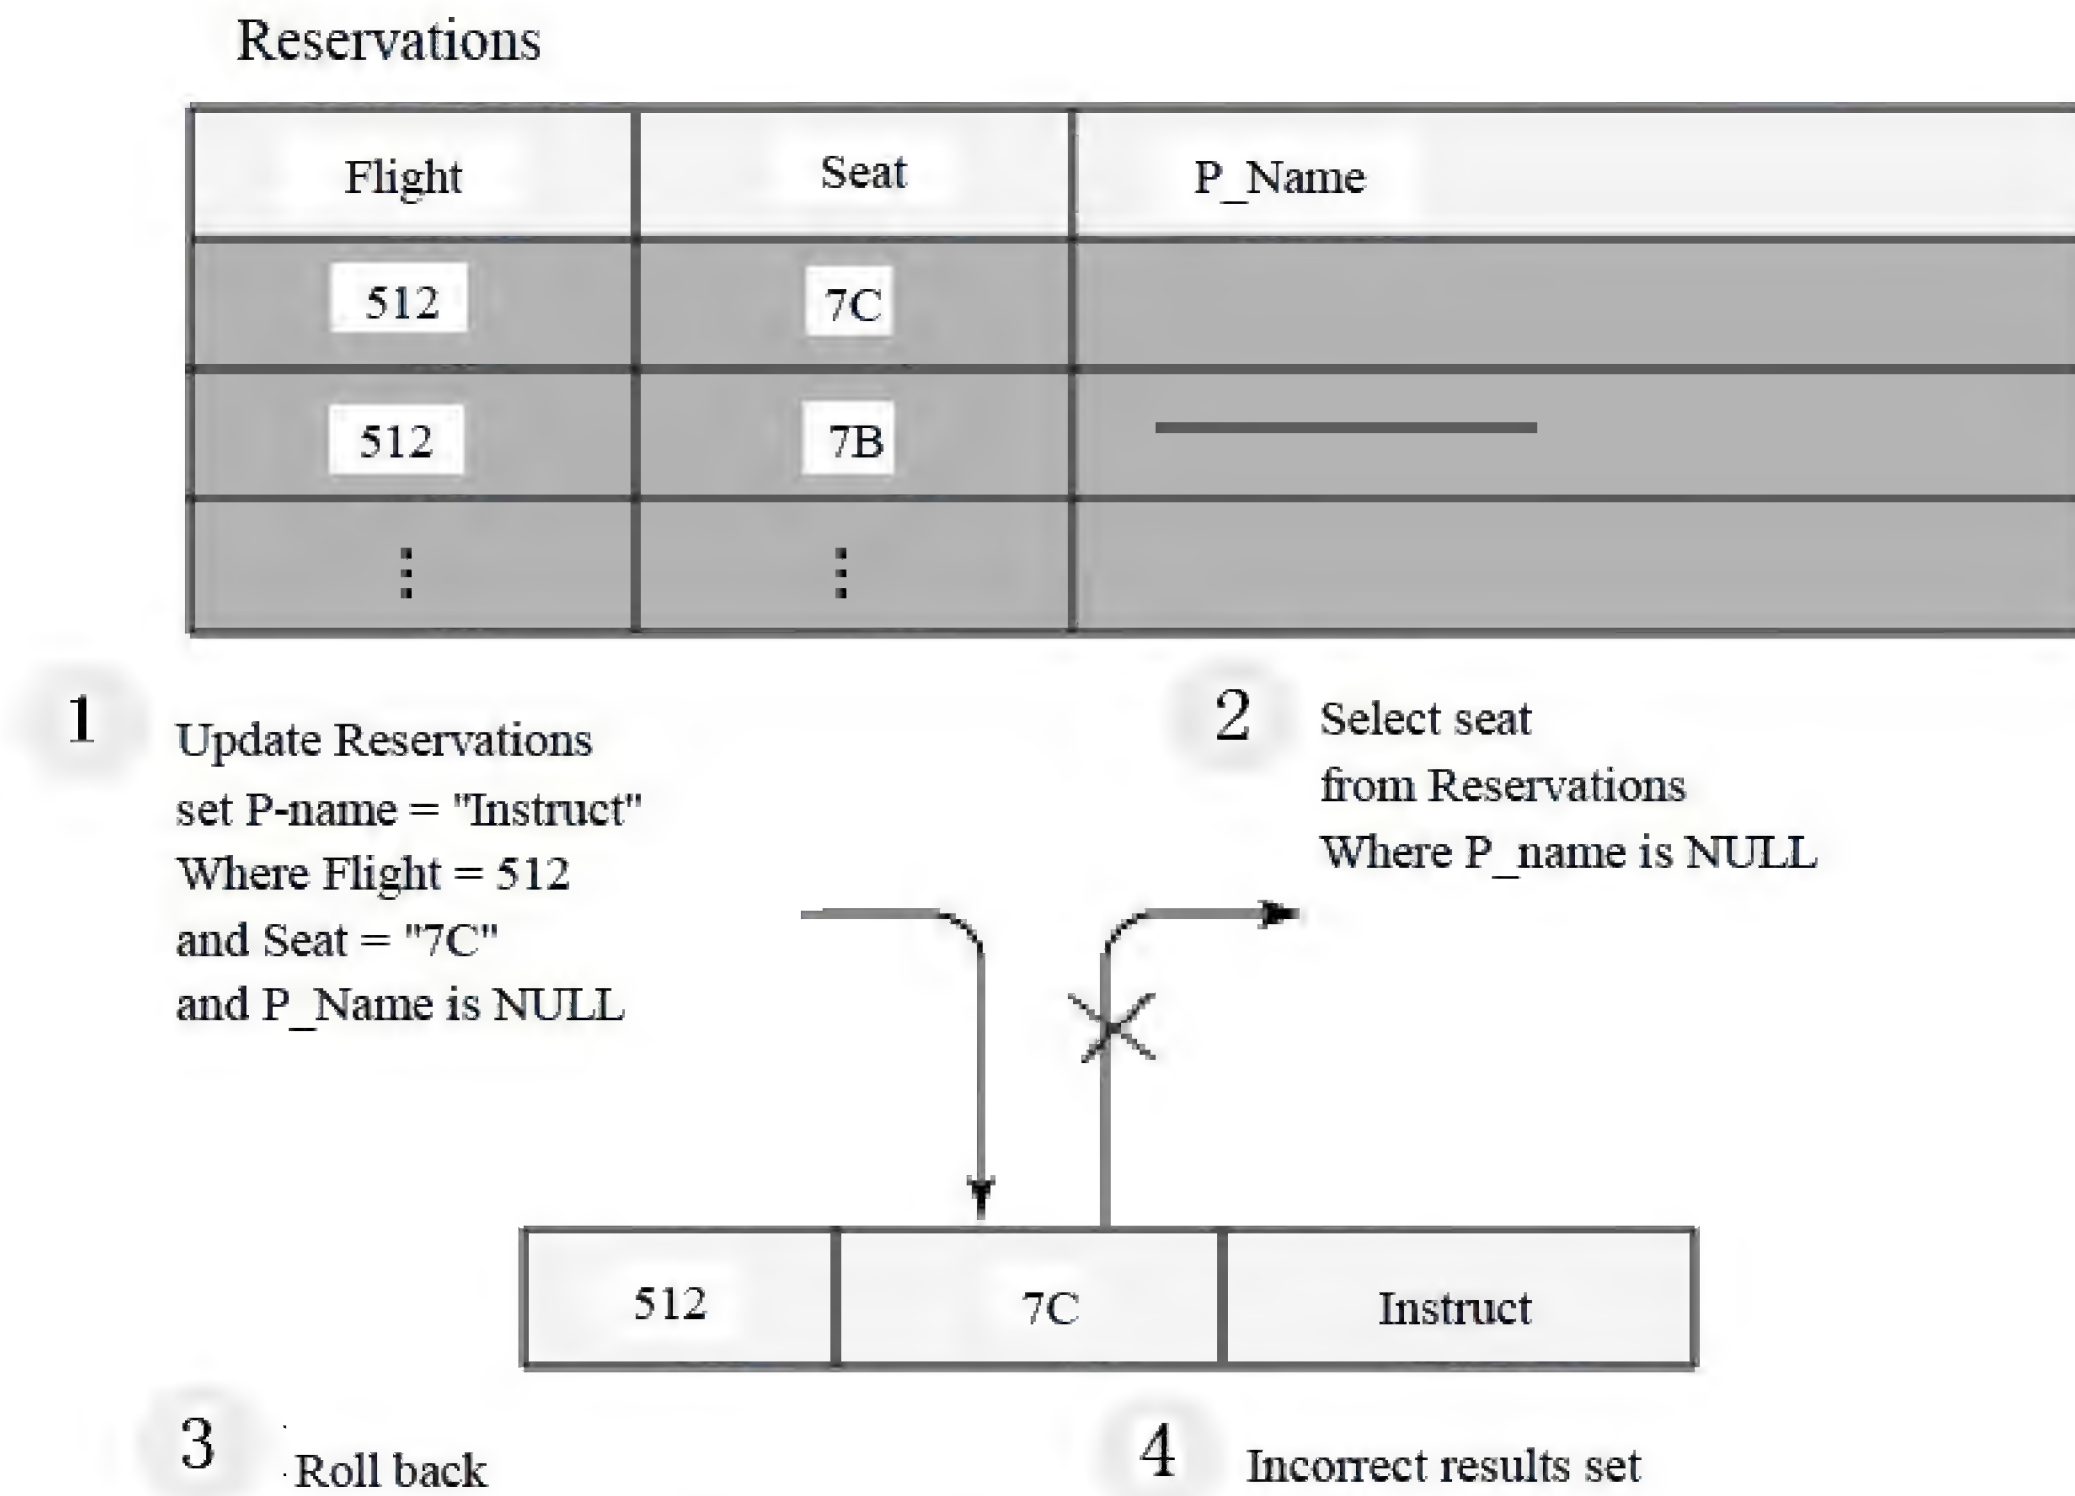 Reservations
Flight Seat P_Name
512 7C
512 7B
1
Update Reservations
set P-name = "Instruct"
Where Flight = 512
and Seat = "7C"
and P_Name is NULL
2
Select seat
from Reservations
Where P_name is NULL
512 7C Instruct
3 Roll back
4 Incorrect results set